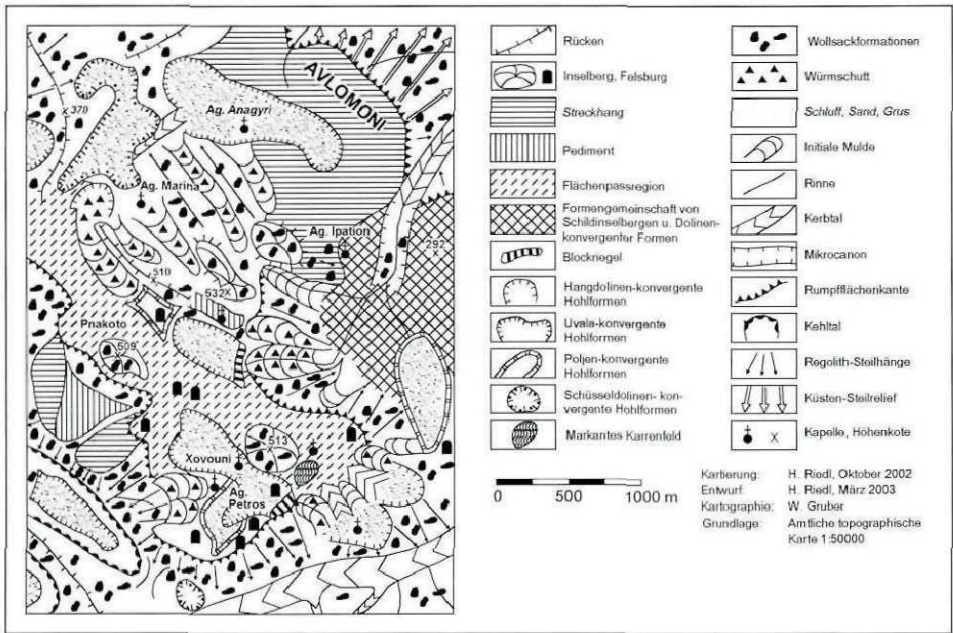 AVLOMONI
Ag. Anagyri
370
Ag. Marina
Ag. Ipation
292
510
532
Pnakoto
509
513
Xovouni
Ag.
Petros
Rücken
Inselberg, Felsburg
Streckhang
Pediment
Flächenpassregion
Formengemeinschaft von
Schildinselbergen u. Dolinen-
konvergenter Formen
Blockriegel
Hangdolinen-konvergente
Hohlformen
Uvala-konvergente
Hohlformen
Poljen-konvergente
Hohlformen
Schüsseldolinen- kon-
vergente Hohlformen
Markantes Karrenfeld
Wollsackformationen
Würmschutt
Schluff, Sand, Grus
Initiale Mulde
Rinne
Kerbtal
Mikrocanon
Rumpfflächenkante
Kehltal
Regolith-Steilhänge
Küsten-Steilrelief
Kapelle, Höhenkote
0 500 1000 m
Kartierung: H. Riedl, Oktober 2002
Entwurf: H. Riedl, März 2003
Kartographie: W. Gruber
Grundlage: Amtliche topographische
Karte 1:50000